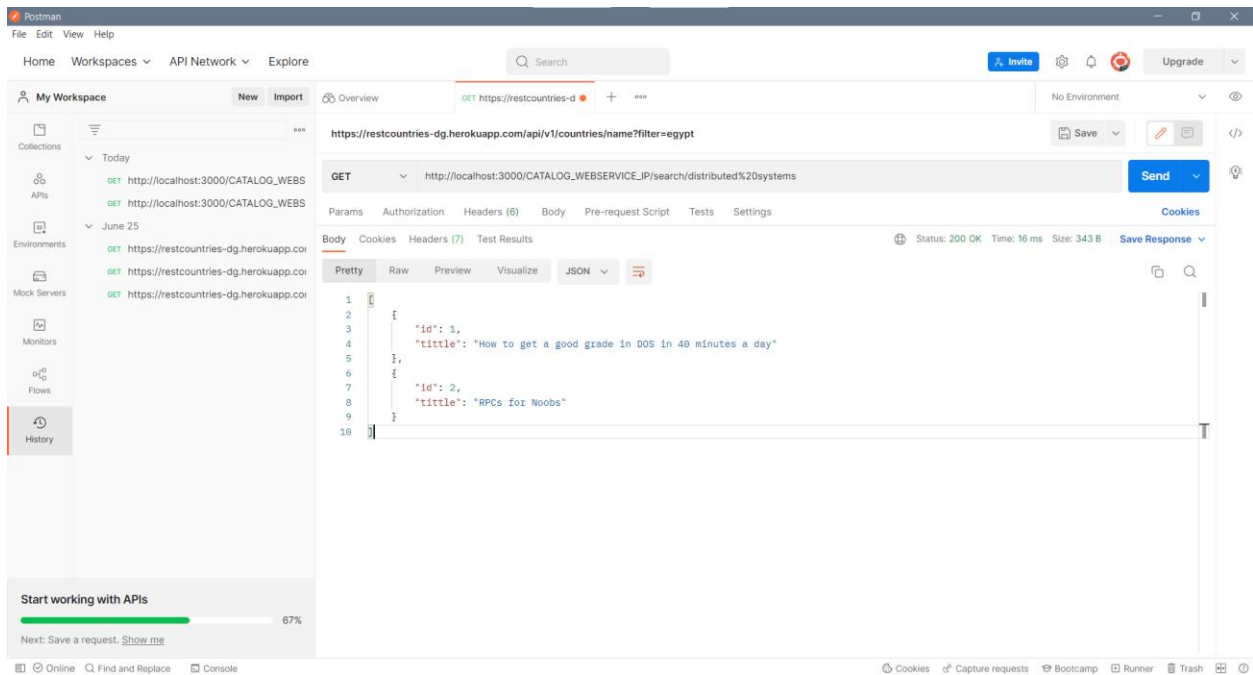 Postman
File Edit View Help
Home Workspaces API Network Explore
Search
Invite
Upgrade
My Workspace
New Import
Overview
GET https://restcountries-d
No Environment
Collections
APIs
Environments
Mock Servers
Monitors
Flows
History
Today
GET http://localhost:3000/CATALOG_WEBS
GET http://localhost:3000/CATALOG_WEBS
June 25
GET https://restcountries-dg.herokuapp.co
GET https://restcountries-dg.herokuapp.co
GET https://restcountries-dg.herokuapp.co
https://restcountries-dg.herokuapp.com/api/v1/countries/name?filter=egypt
Save
GET http://localhost:3000/CATALOG_WEBSERVICE_IP/search/distributed%20systems
Send
Params Authorization Headers (6) Body Pre-request Script Tests Settings
Cookies
Body Cookies Headers (7) Test Results
Status: 200 OK Time: 16 ms Size: 343 B Save Response
Pretty Raw Preview Visualize JSON
1 [
2 {
3 "id": 1,
4 "tittle": "How to get a good grade in DOS in 40 minutes a day"
5 },
6 {
7 "id": 2,
8 "tittle": "RPCs for Noobs"
9 }
10 ]
Start working with APIs
67%
Next: Save a request. Show me
Online Find and Replace Console
Cookies Capture requests Bootcamp Runner Trash